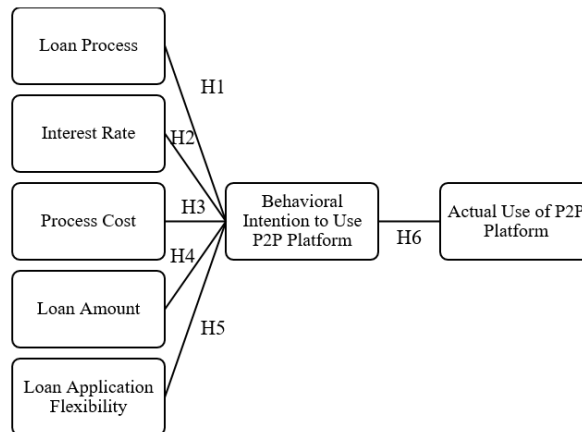 Loan Process
H1
Interest Rate
H2
Process Cost
H3
Behavioral
Intention to Use
P2P Platform
H6
Actual Use of P2P
Platform
H4
Loan Amount
H5
Loan Application
Flexibility